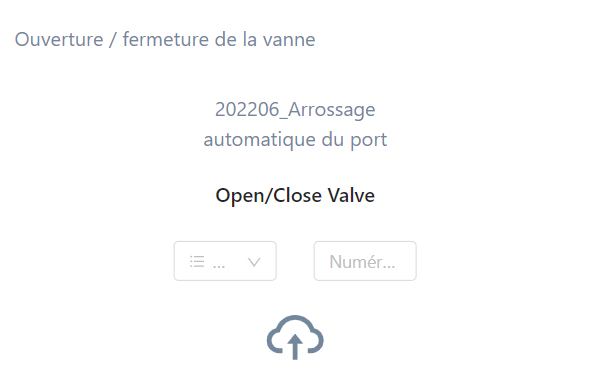 Ouverture / fermeture de la vanne
202206_Arrossage
automatique du port
Open/Close Valve
... Numér...